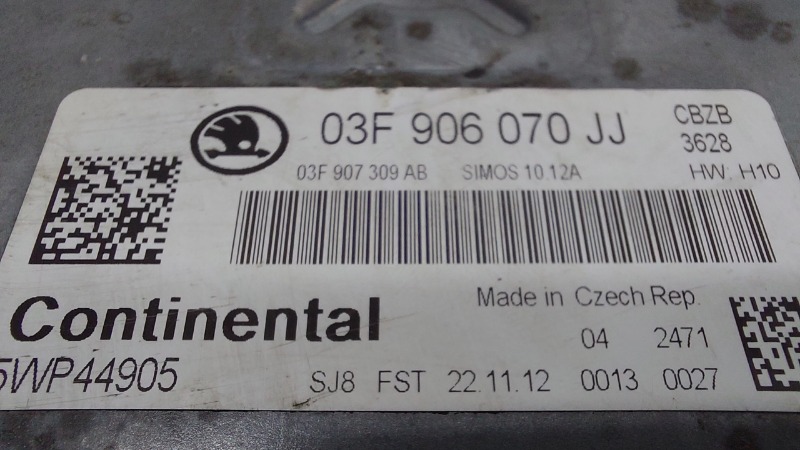 03F 906 070 JJ CBZB
3628
03F 907 309 AB SIMOS 10.12A HW: H10
Made in Czech Rep.
Continental
04 2471
5WP44905
SJ8 FST 22.11.12 0013 0027